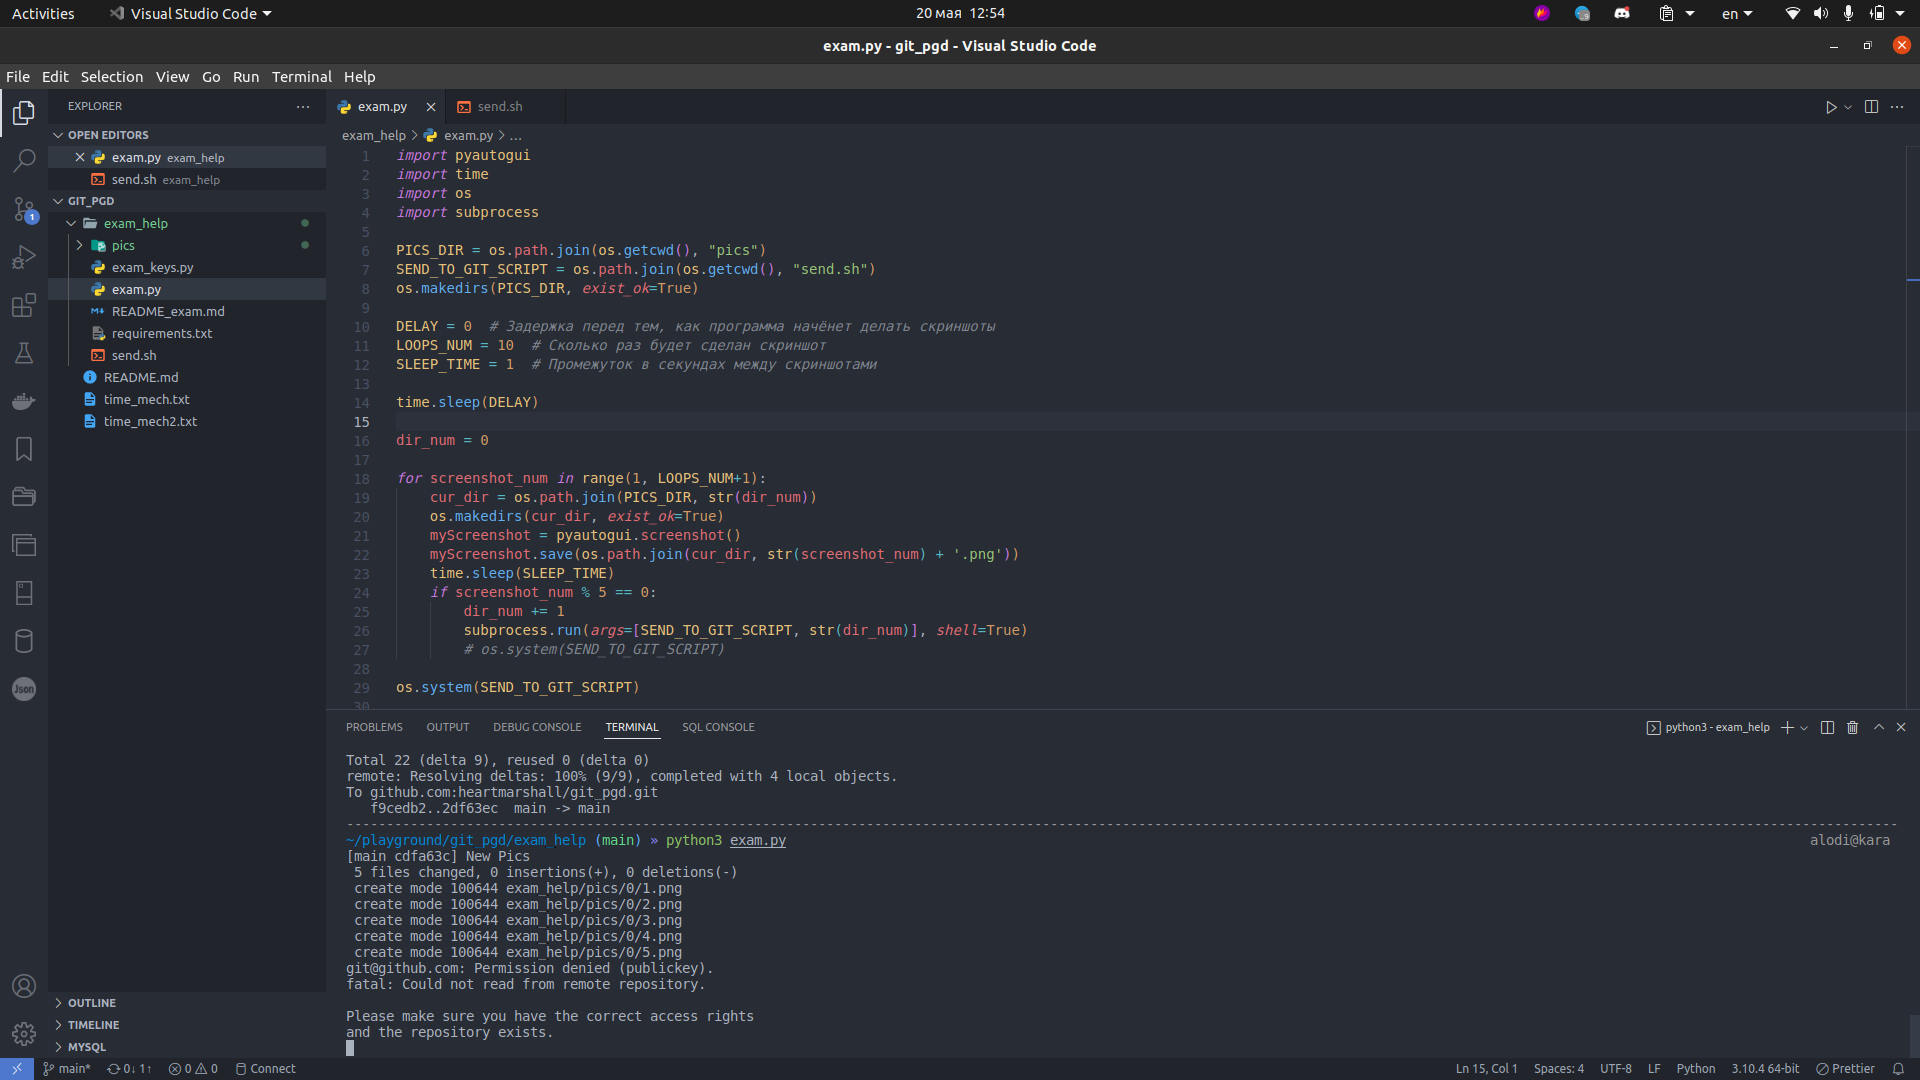 Activities Visual Studio Code 20 мая 12:54 en
exam.py - git_pgd - Visual Studio Code
File Edit Selection View Go Run Terminal Help
EXPLORER
OPEN EDITORS
exam.py exam_help
send.sh exam_help
GIT_PGD
exam_help
pics
exam_keys.py
exam.py
README_exam.md
requirements.txt
send.sh
README.md
time_mech.txt
time_mech2.txt
OUTLINE
TIMELINE
MYSQL
1
Json
exam.py send.sh
exam_help > exam.py > ...
1 import pyautogui
2 import time
3 import os
4 import subprocess
5
6 PICS_DIR = os.path.join(os.getcwd(), "pics")
7 SEND_TO_GIT_SCRIPT = os.path.join(os.getcwd(), "send.sh")
8 os.makedirs(PICS_DIR, exist_ok=True)
9
10 DELAY = 0 # Задержка перед тем, как программа начёнет делать скриншоты
11 LOOPS_NUM = 10 # Сколько раз будет сделан скриншот
12 SLEEP_TIME = 1 # Промежуток в секундах между скриншотами
13
14 time.sleep(DELAY)
15
16 dir_num = 0
17
18 for screenshot_num in range(1, LOOPS_NUM+1):
19 cur_dir = os.path.join(PICS_DIR, str(dir_num))
20 os.makedirs(cur_dir, exist_ok=True)
21 myScreenshot = pyautogui.screenshot()
22 myScreenshot.save(os.path.join(cur_dir, str(screenshot_num) + '.png'))
23 time.sleep(SLEEP_TIME)
24 if screenshot_num % 5 == 0:
25 dir_num += 1
26 subprocess.run(args=[SEND_TO_GIT_SCRIPT, str(dir_num)], shell=True)
27 # os.system(SEND_TO_GIT_SCRIPT)
28
29 os.system(SEND_TO_GIT_SCRIPT)
30
PROBLEMS OUTPUT DEBUG CONSOLE TERMINAL SQL CONSOLE python3 - exam_help
Total 22 (delta 9), reused 0 (delta 0)
remote: Resolving deltas: 100% (9/9), completed with 4 local objects.
To github.com:heartmarshall/git_pgd.git
f9cedb2..2df63ec main -> main
~/playground/git_pgd/exam_help (main) » python3 exam.py alodi@kara
[main cdfa63c] New Pics
5 files changed, 0 insertions(+), 0 deletions(-)
create mode 100644 exam_help/pics/0/1.png
create mode 100644 exam_help/pics/0/2.png
create mode 100644 exam_help/pics/0/3.png
create mode 100644 exam_help/pics/0/4.png
create mode 100644 exam_help/pics/0/5.png
git@github.com: Permission denied (publickey).
fatal: Could not read from remote repository.
Please make sure you have the correct access rights
and the repository exists.
main* 0↓ 1↑ 0 0 Connect Ln 15, Col 1 Spaces: 4 UTF-8 LF Python 3.10.4 64-bit Prettier